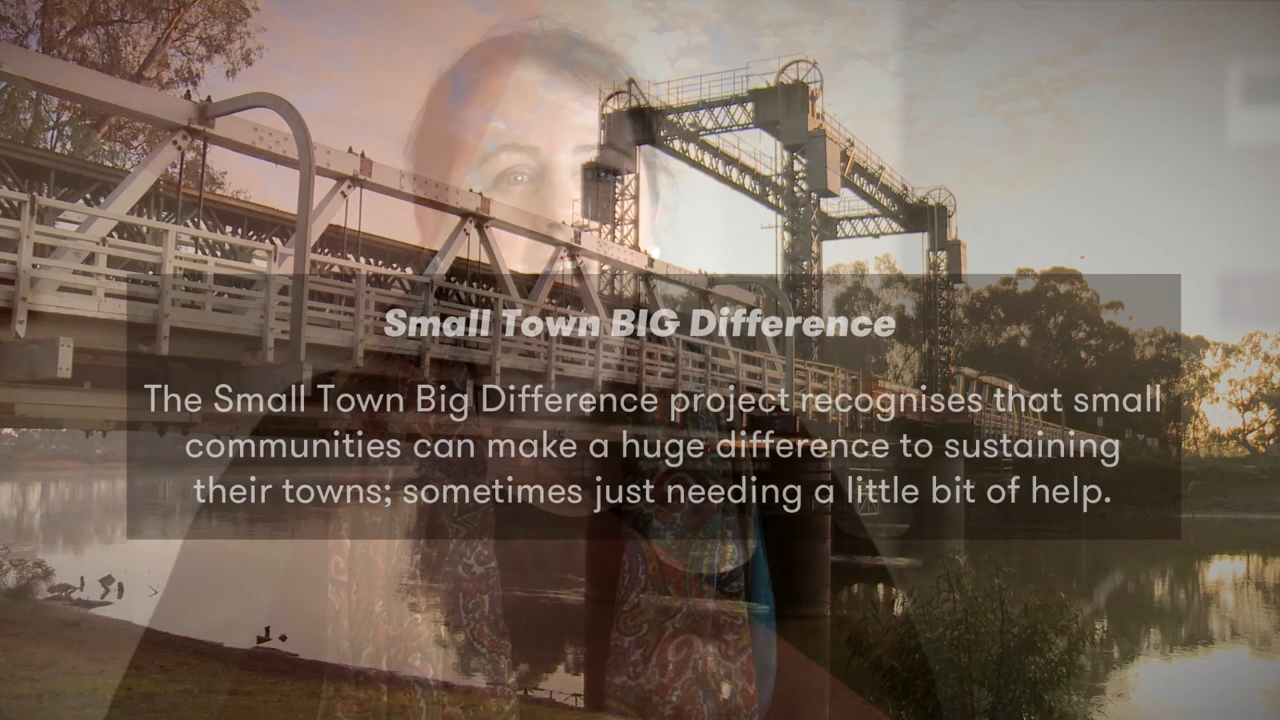 Small Town BIG Difference
The Small Town Big Difference project recognises that small
communities can make a huge difference to sustaining
their towns; sometimes just needing a little bit of help.